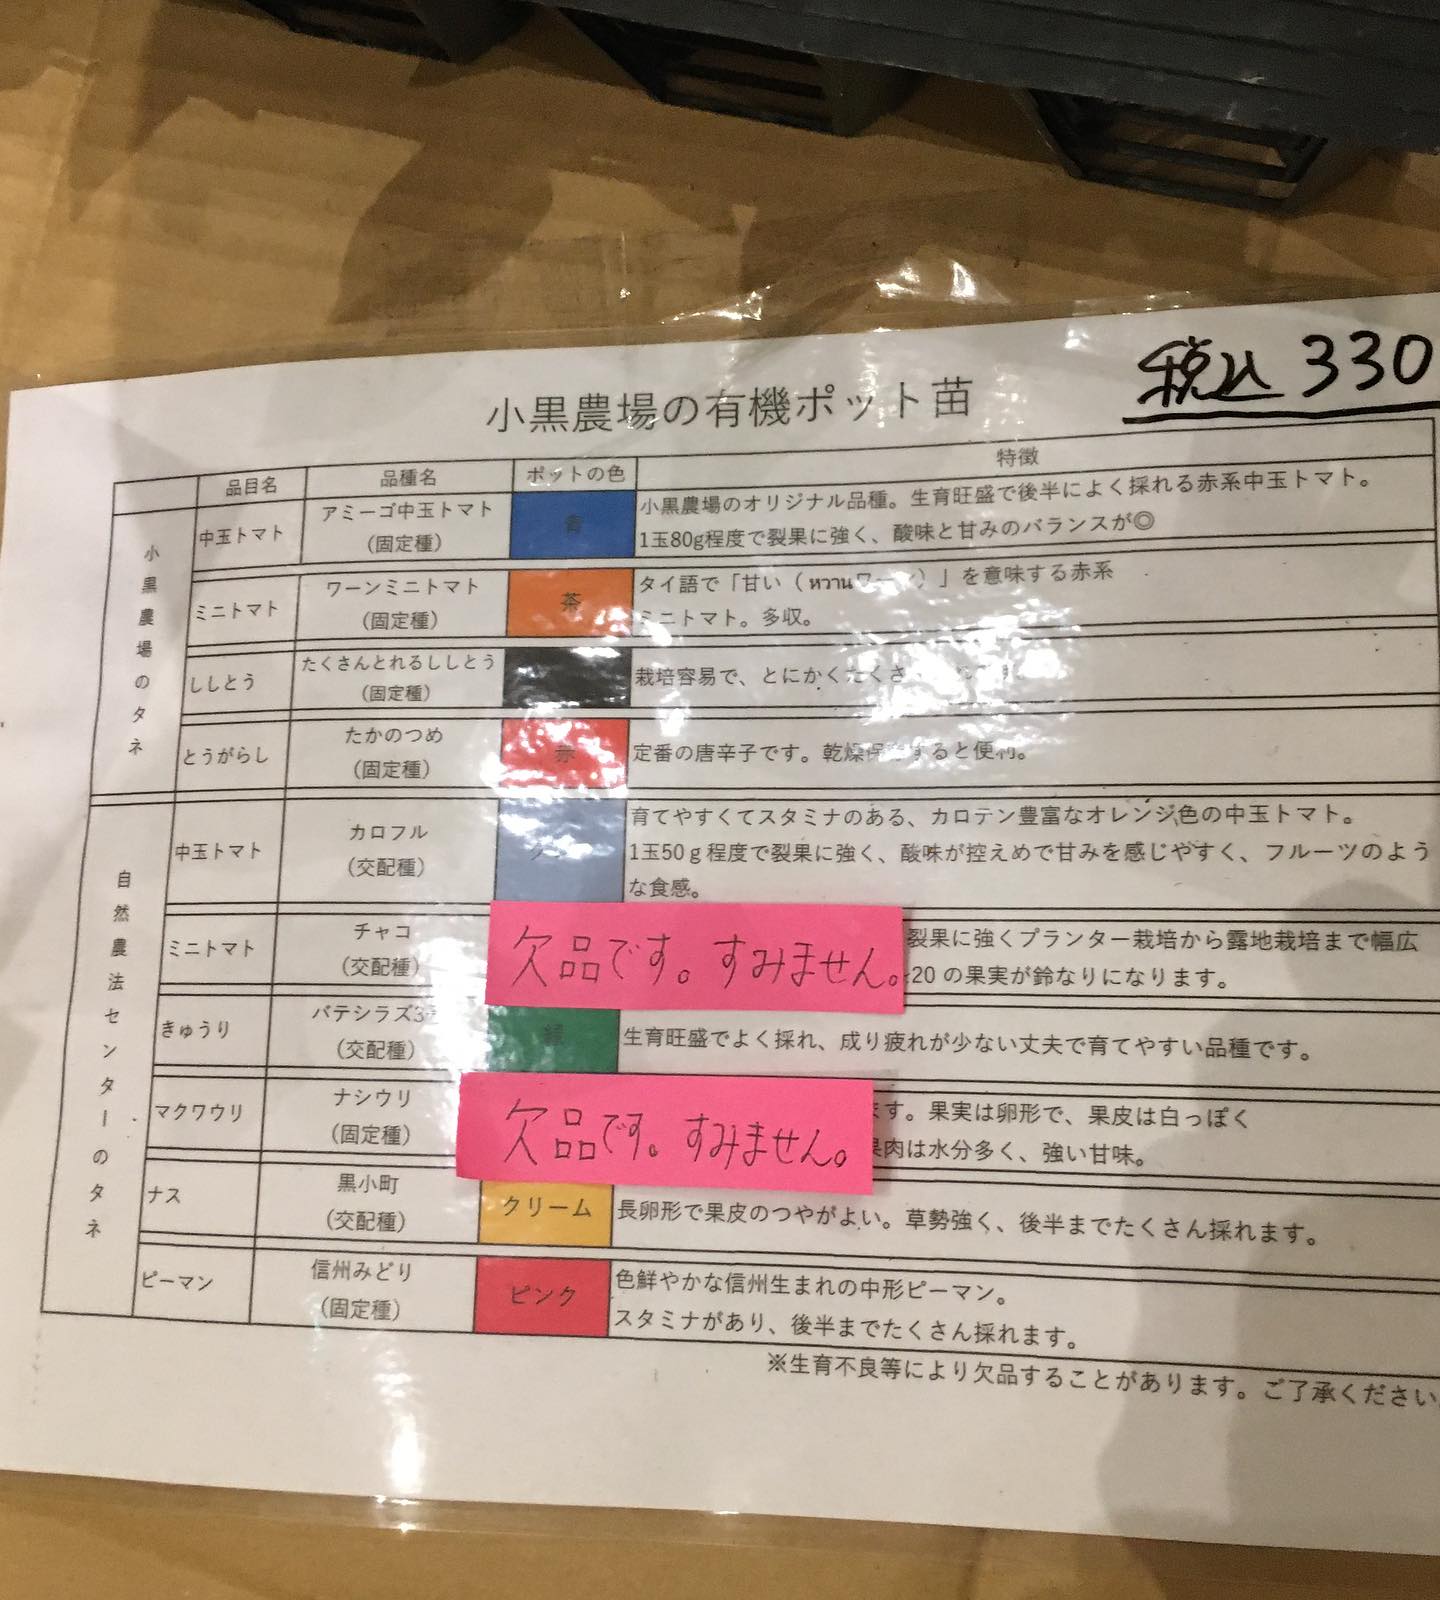 税込 330
小黒農場の有機ポット苗
品目名 品種名 ポットの色 特徴
小黒農場のタネ
中玉トマト アミーゴ中玉トマト 青 小黒農場のオリジナル品種。生育旺盛で後半によく採れる赤系中玉トマト。
(固定種) 1玉80g程度で裂果に強く、酸味と甘みのバランスが◎
ミニトマト ワーンミニトマト 茶 タイ語で「甘い（หวานワーン）」を意味する赤系
(固定種) ミニトマト。多収。
ししとう たくさんとれるししとう 栽培容易で、とにかくたくさ
(固定種)
とうがらし たかのつめ 赤 定番の唐辛子です。乾燥保存すると便利。
(固定種)
自然農法センターのタネ
中玉トマト カロフル 育てやすくてスタミナのある、カロテン豊富なオレンジ色の中玉トマト。
(交配種) 1玉50ｇ程度で裂果に強く、酸味が控えめで甘みを感じやすく、フルーツのよう
な食感。
ミニトマト チャコ 欠品です。すみません。 裂果に強くプランター栽培から露地栽培まで幅広
(交配種) 20 の果実が鈴なりになります。
きゅうり バテシラズ3 緑 生育旺盛でよく採れ、成り疲れが少ない丈夫で育てやすい品種です。
(交配種)
マクワウリ ナシウリ 欠品です。すみません。 ます。果実は卵形で、果皮は白っぽく
(固定種) 果肉は水分多く、強い甘味。
ナス 黒小町 クリーム 長卵形で果皮のつやがよい。草勢強く、後半までたくさん採れます。
(交配種)
ピーマン 信州みどり ピンク 色鮮やかな信州生まれの中形ピーマン。
(固定種) スタミナがあり、後半までたくさん採れます。
※生育不良等により欠品することがあります。ご了承ください。